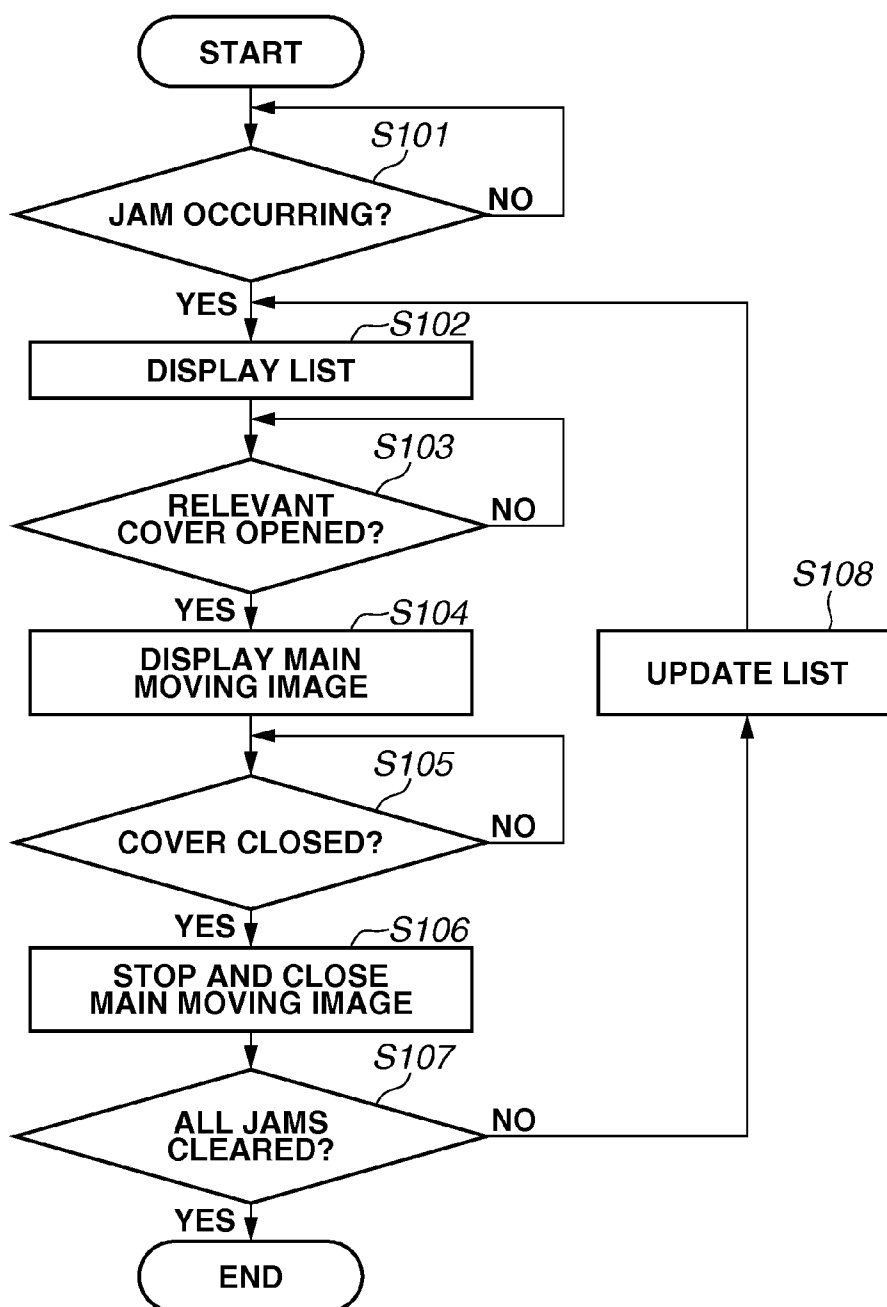 START
S101
JAM OCCURRING?
NO
YES
S102
DISPLAY LIST
S103
RELEVANT
COVER OPENED?
NO
YES
S104
DISPLAY MAIN
MOVING IMAGE
S108
UPDATE LIST
S105
COVER CLOSED?
NO
YES
S106
STOP AND CLOSE
MAIN MOVING IMAGE
S107
ALL JAMS
CLEARED?
NO
YES
END